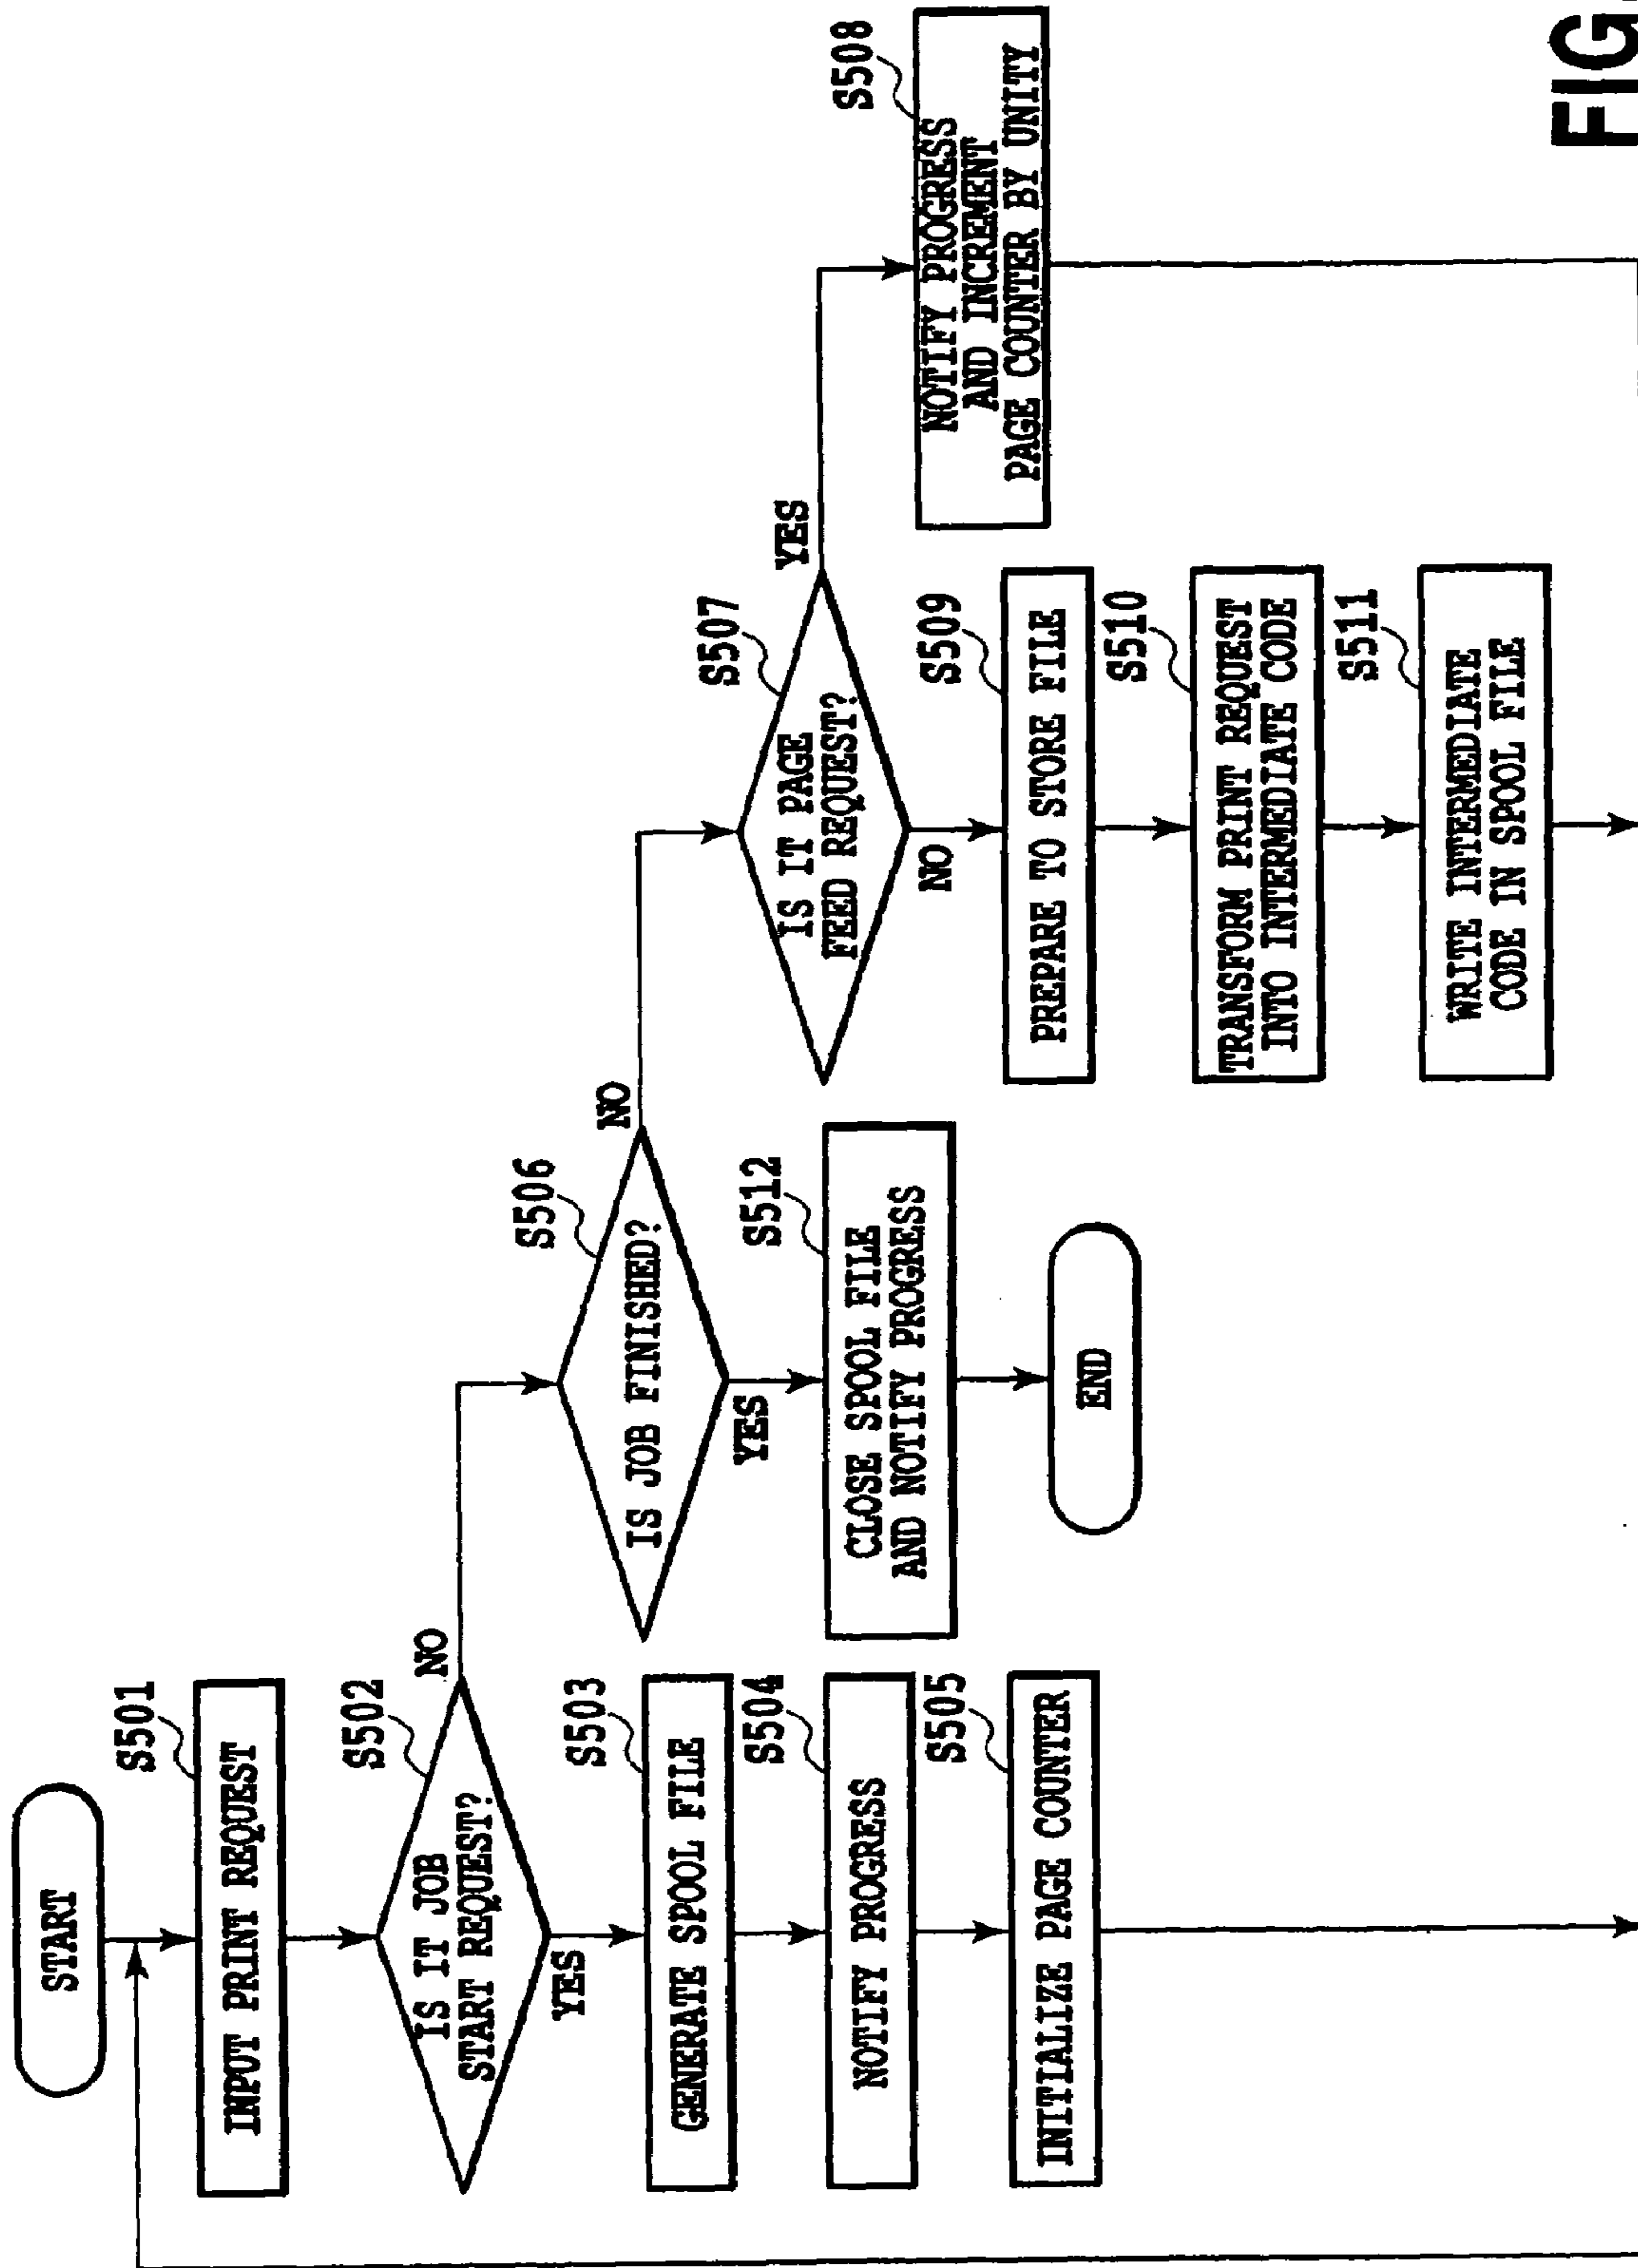 START
S501
INPUT PRINT REQUEST
S502
IS IT JOB
START REQUEST?
NO
YES
S503
GENERATE SPOOL FILE
S504
NOTIFY PROGRESS
S505
INITIALIZE PAGE COUNTER
S506
IS JOB FINISHED?
NO
YES
S512
CLOSE SPOOL FILE
AND NOTIFY PROGRESS
END
S507
IS IT PAGE
FEED REQUEST?
YES
NO
S509
PREPARE TO STORE FILE
S510
TRANSFORM PRINT REQUEST
INTO INTERMEDIATE CODE
S511
WRITE INTERMEDIATE
CODE IN SPOOL FILE
S508
NOTIFY PROGRESS
AND INCREMENT
PAGE COUNTER BY UNITY
FIG.